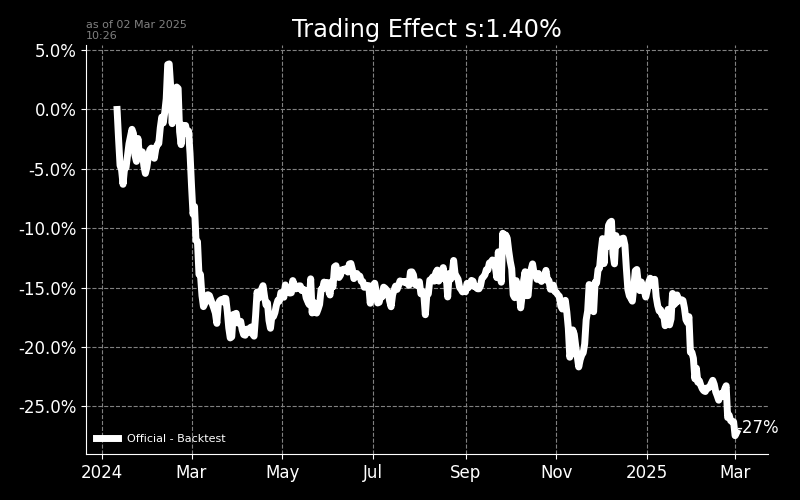 as of 02 Mar 2025
10:26
Trading Effect s:1.40%
5.0%
0.0%
-5.0%
-10.0%
-15.0%
-20.0%
-25.0%
-27%
Official - Backtest
2024 Mar May Jul Sep Nov 2025 Mar